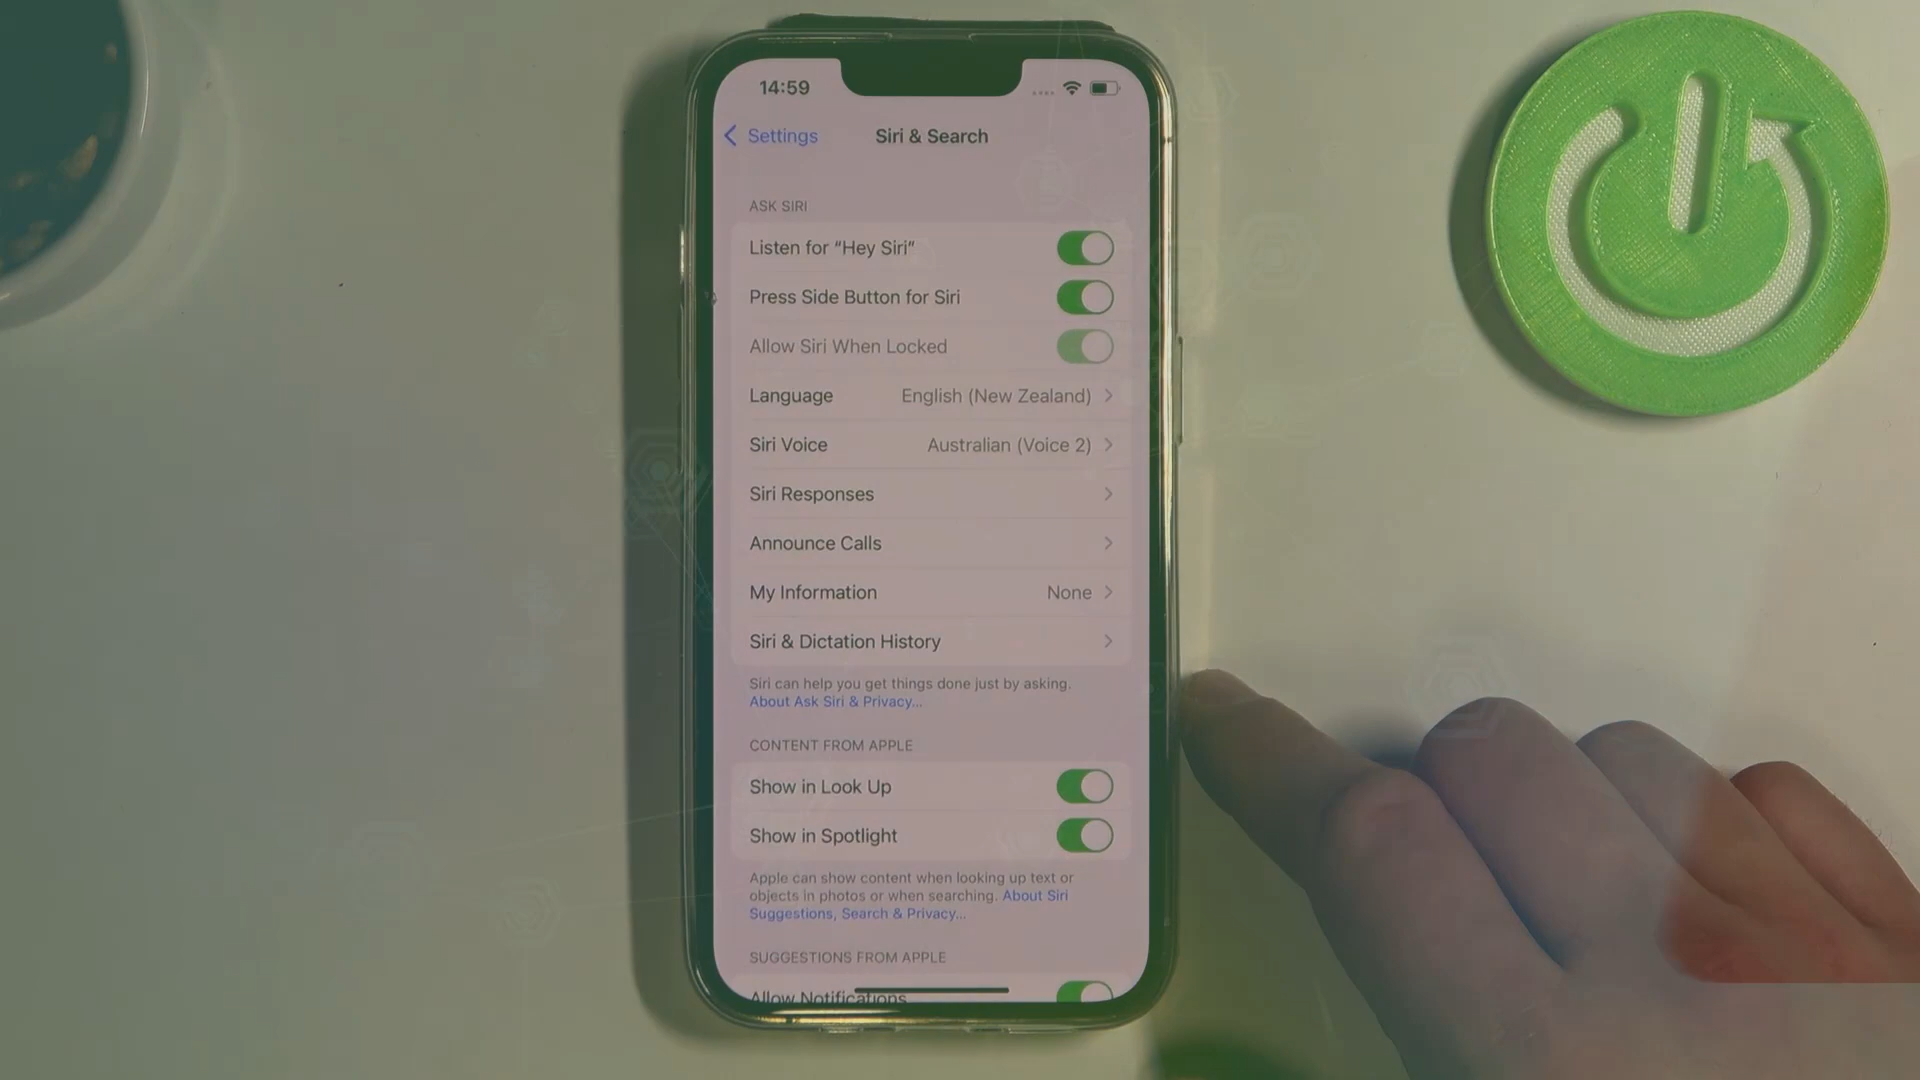 14:59
Settings
Siri & Search
ASK SIRI
Listen for “Hey Siri”
Press Side Button for Siri
Allow Siri When Locked
Language English (New Zealand)
Siri Voice Australian (Voice 2)
Siri Responses
Announce Calls
My Information None
Siri & Dictation History
Siri can help you get things done just by asking.
About Ask Siri & Privacy...
CONTENT FROM APPLE
Show in Look Up
Show in Spotlight
Apple can show content when looking up text or
objects in photos or when searching. About Siri
Suggestions, Search & Privacy...
SUGGESTIONS FROM APPLE
Allow Notifications